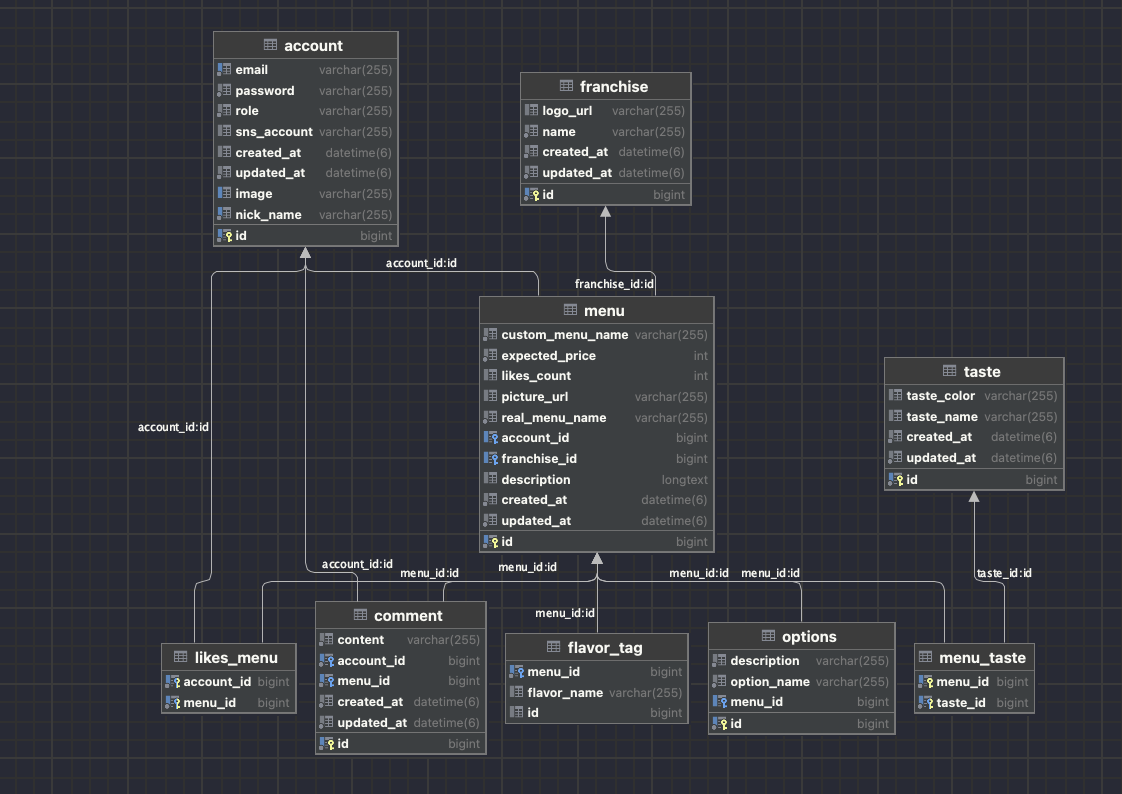 account
email varchar(255)
password varchar(255)
role varchar(255)
sns_account varchar(255)
created_at datetime(6)
updated_at datetime(6)
image varchar(255)
nick_name varchar(255)
id bigint
franchise
logo_url varchar(255)
name varchar(255)
created_at datetime(6)
updated_at datetime(6)
id bigint
account_id:id
franchise_id:id
menu
custom_menu_name varchar(255)
expected_price int
likes_count int
picture_url varchar(255)
real_menu_name varchar(255)
account_id bigint
franchise_id bigint
description longtext
created_at datetime(6)
updated_at datetime(6)
id bigint
taste
taste_color varchar(255)
taste_name varchar(255)
created_at datetime(6)
updated_at datetime(6)
id bigint
account_id:id
account_id:id
menu_id:id
menu_id:id
menu_id:id
menu_id:id
menu_id:id
taste_id:id
likes_menu
account_id bigint
menu_id bigint
comment
content varchar(255)
account_id bigint
menu_id bigint
created_at datetime(6)
updated_at datetime(6)
id bigint
flavor_tag
menu_id bigint
flavor_name varchar(255)
id bigint
options
description varchar(255)
option_name varchar(255)
menu_id bigint
id bigint
menu_taste
menu_id bigint
taste_id bigint